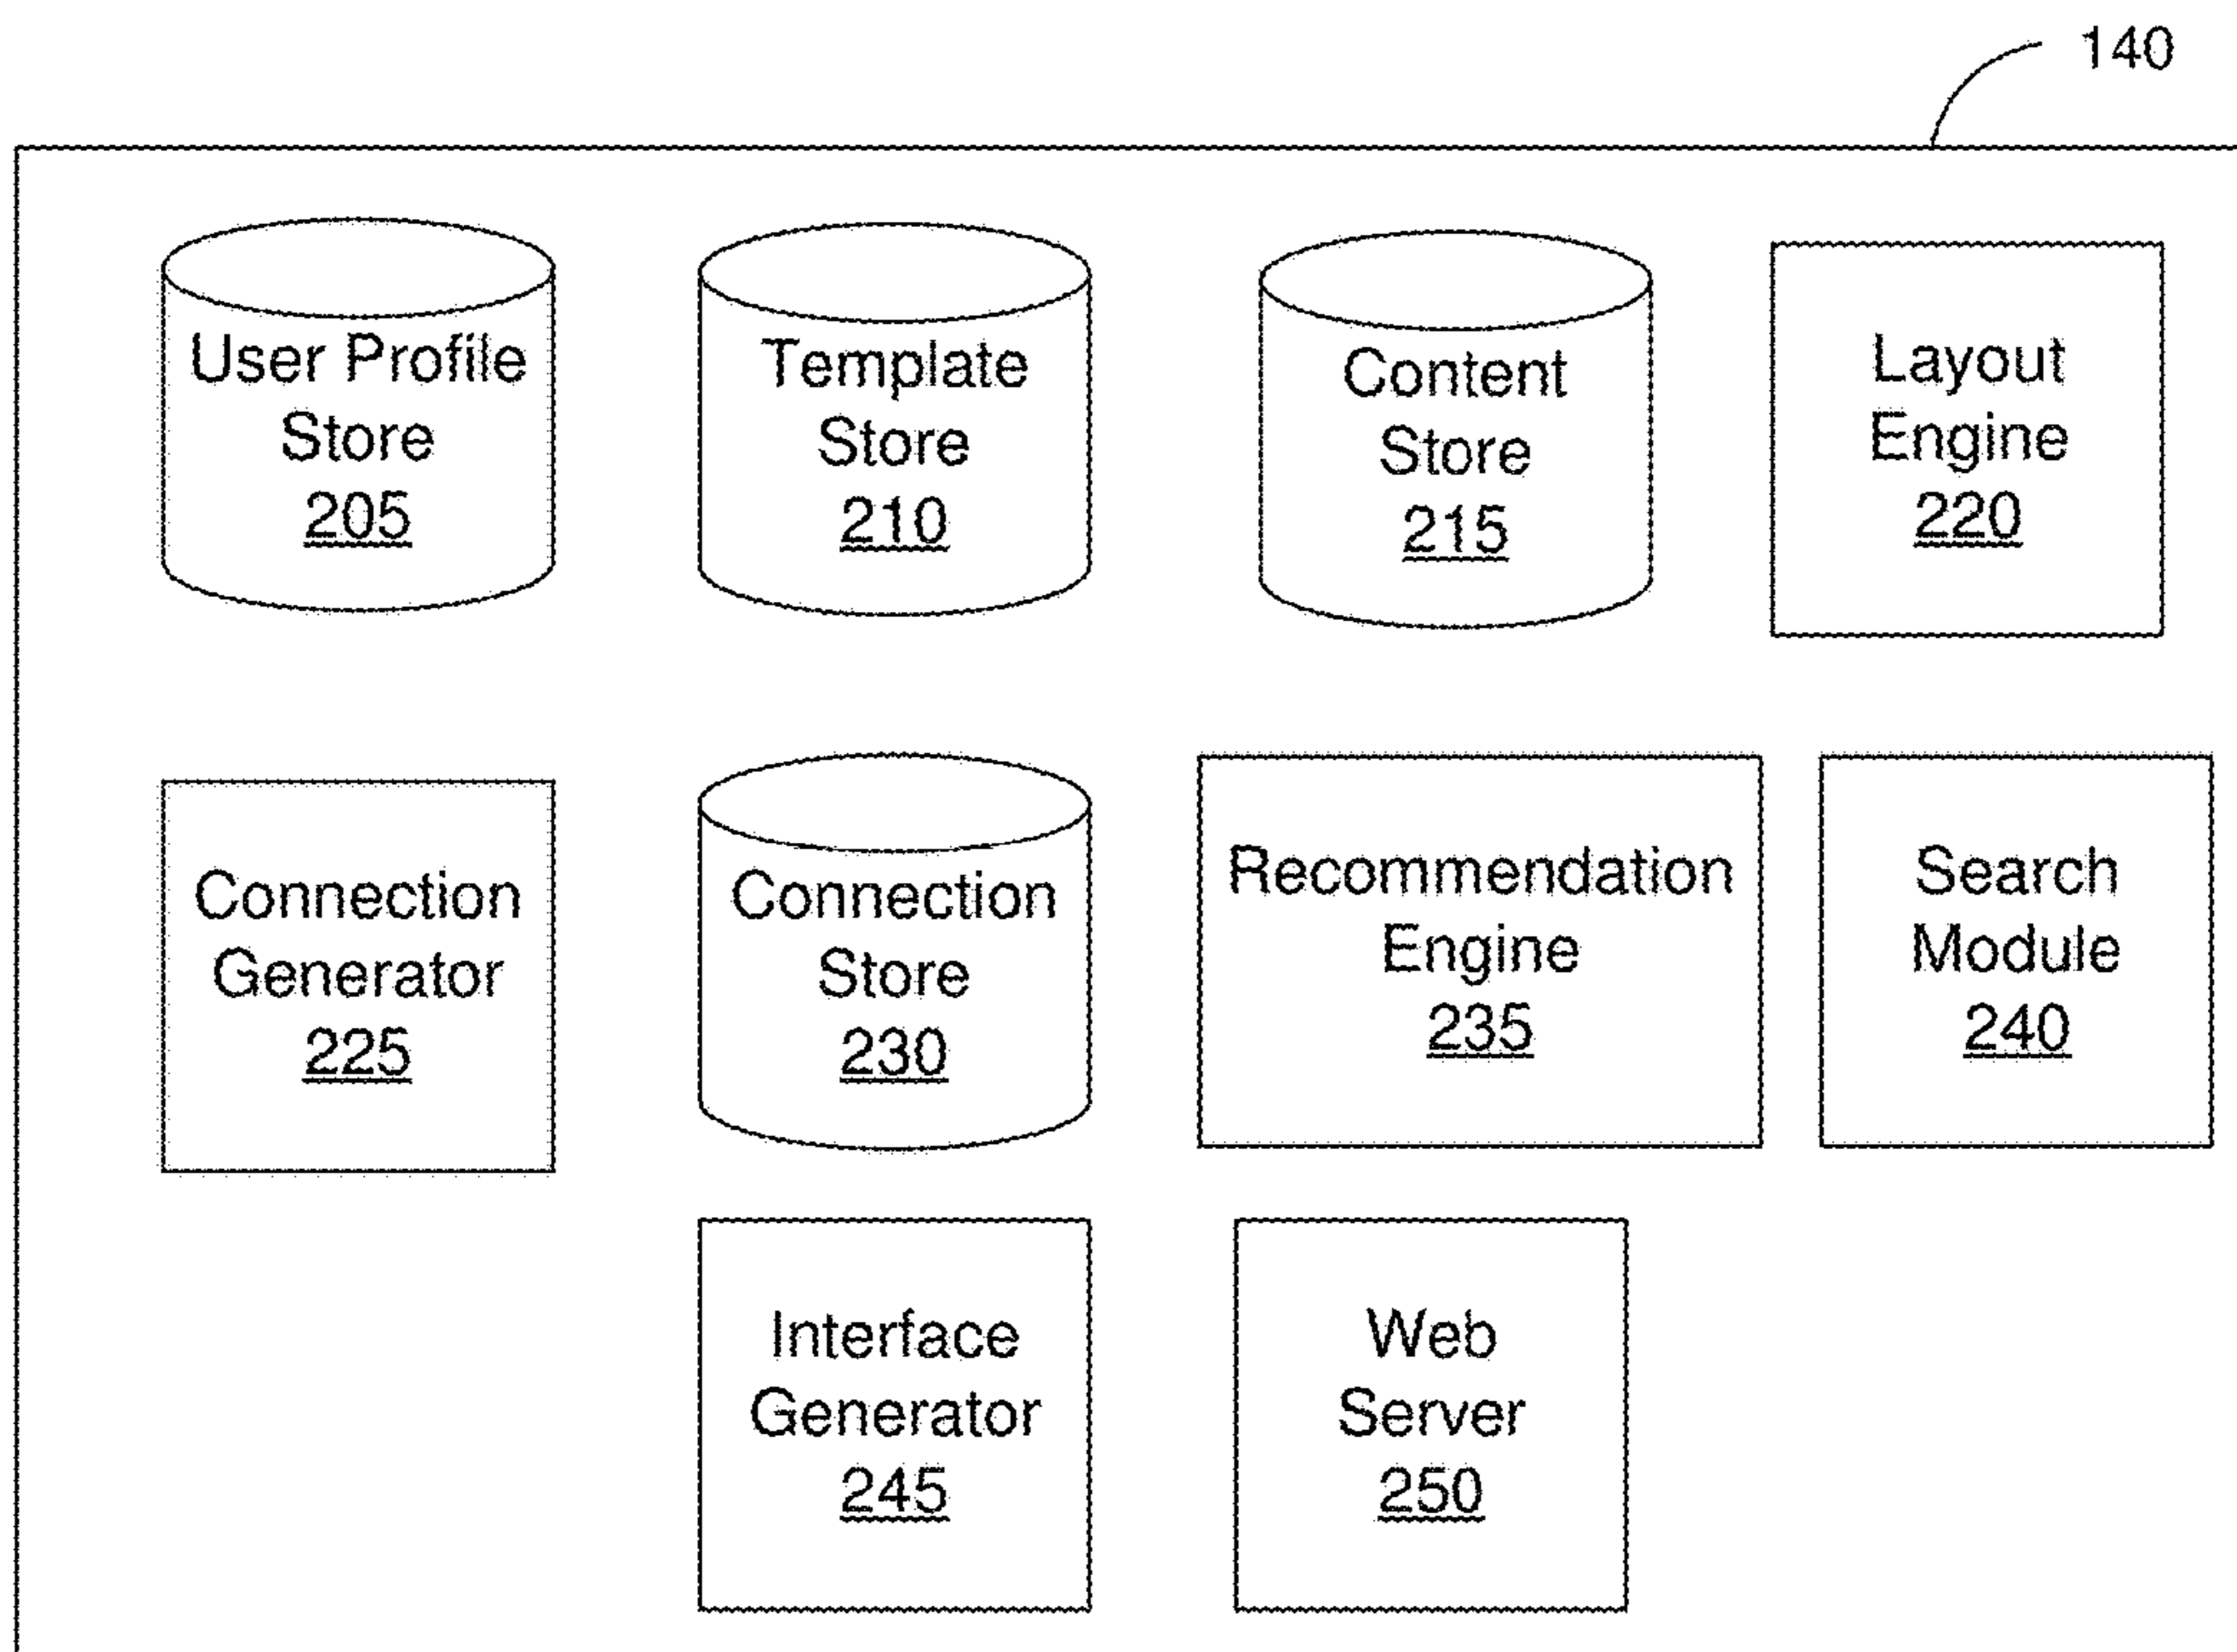 140
User Profile
Store
205
Template
Store
210
Content
Store
215
Layout
Engine
220
Connection
Generator
225
Connection
Store
230
Recommendation
Engine
235
Search
Module
240
Interface
Generator
245
Web
Server
250